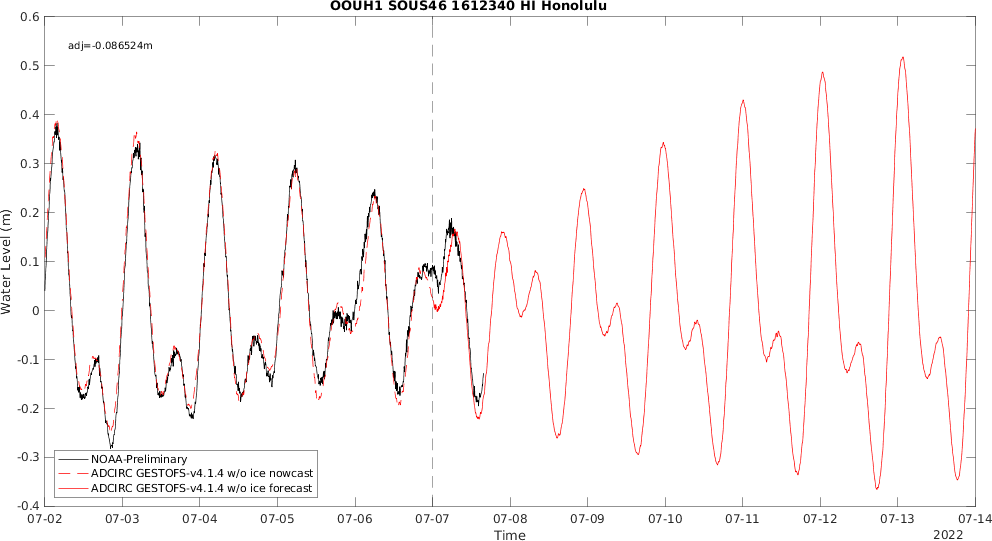 OOUH1 SOUS46 1612340 HI Honolulu
adj=-0.086524m
0.6
0.5
0.4
0.3
0.2
0.1
0
-0.1
-0.2
-0.3
-0.4
Water Level (m)
NOAA-Preliminary
ADCIRC GESTOFS-v4.1.4 w/o ice nowcast
ADCIRC GESTOFS-v4.1.4 w/o ice forecast
07-02 07-03 07-04 07-05 07-06 07-07 07-08 07-09 07-10 07-11 07-12 07-13 07-14
Time
2022